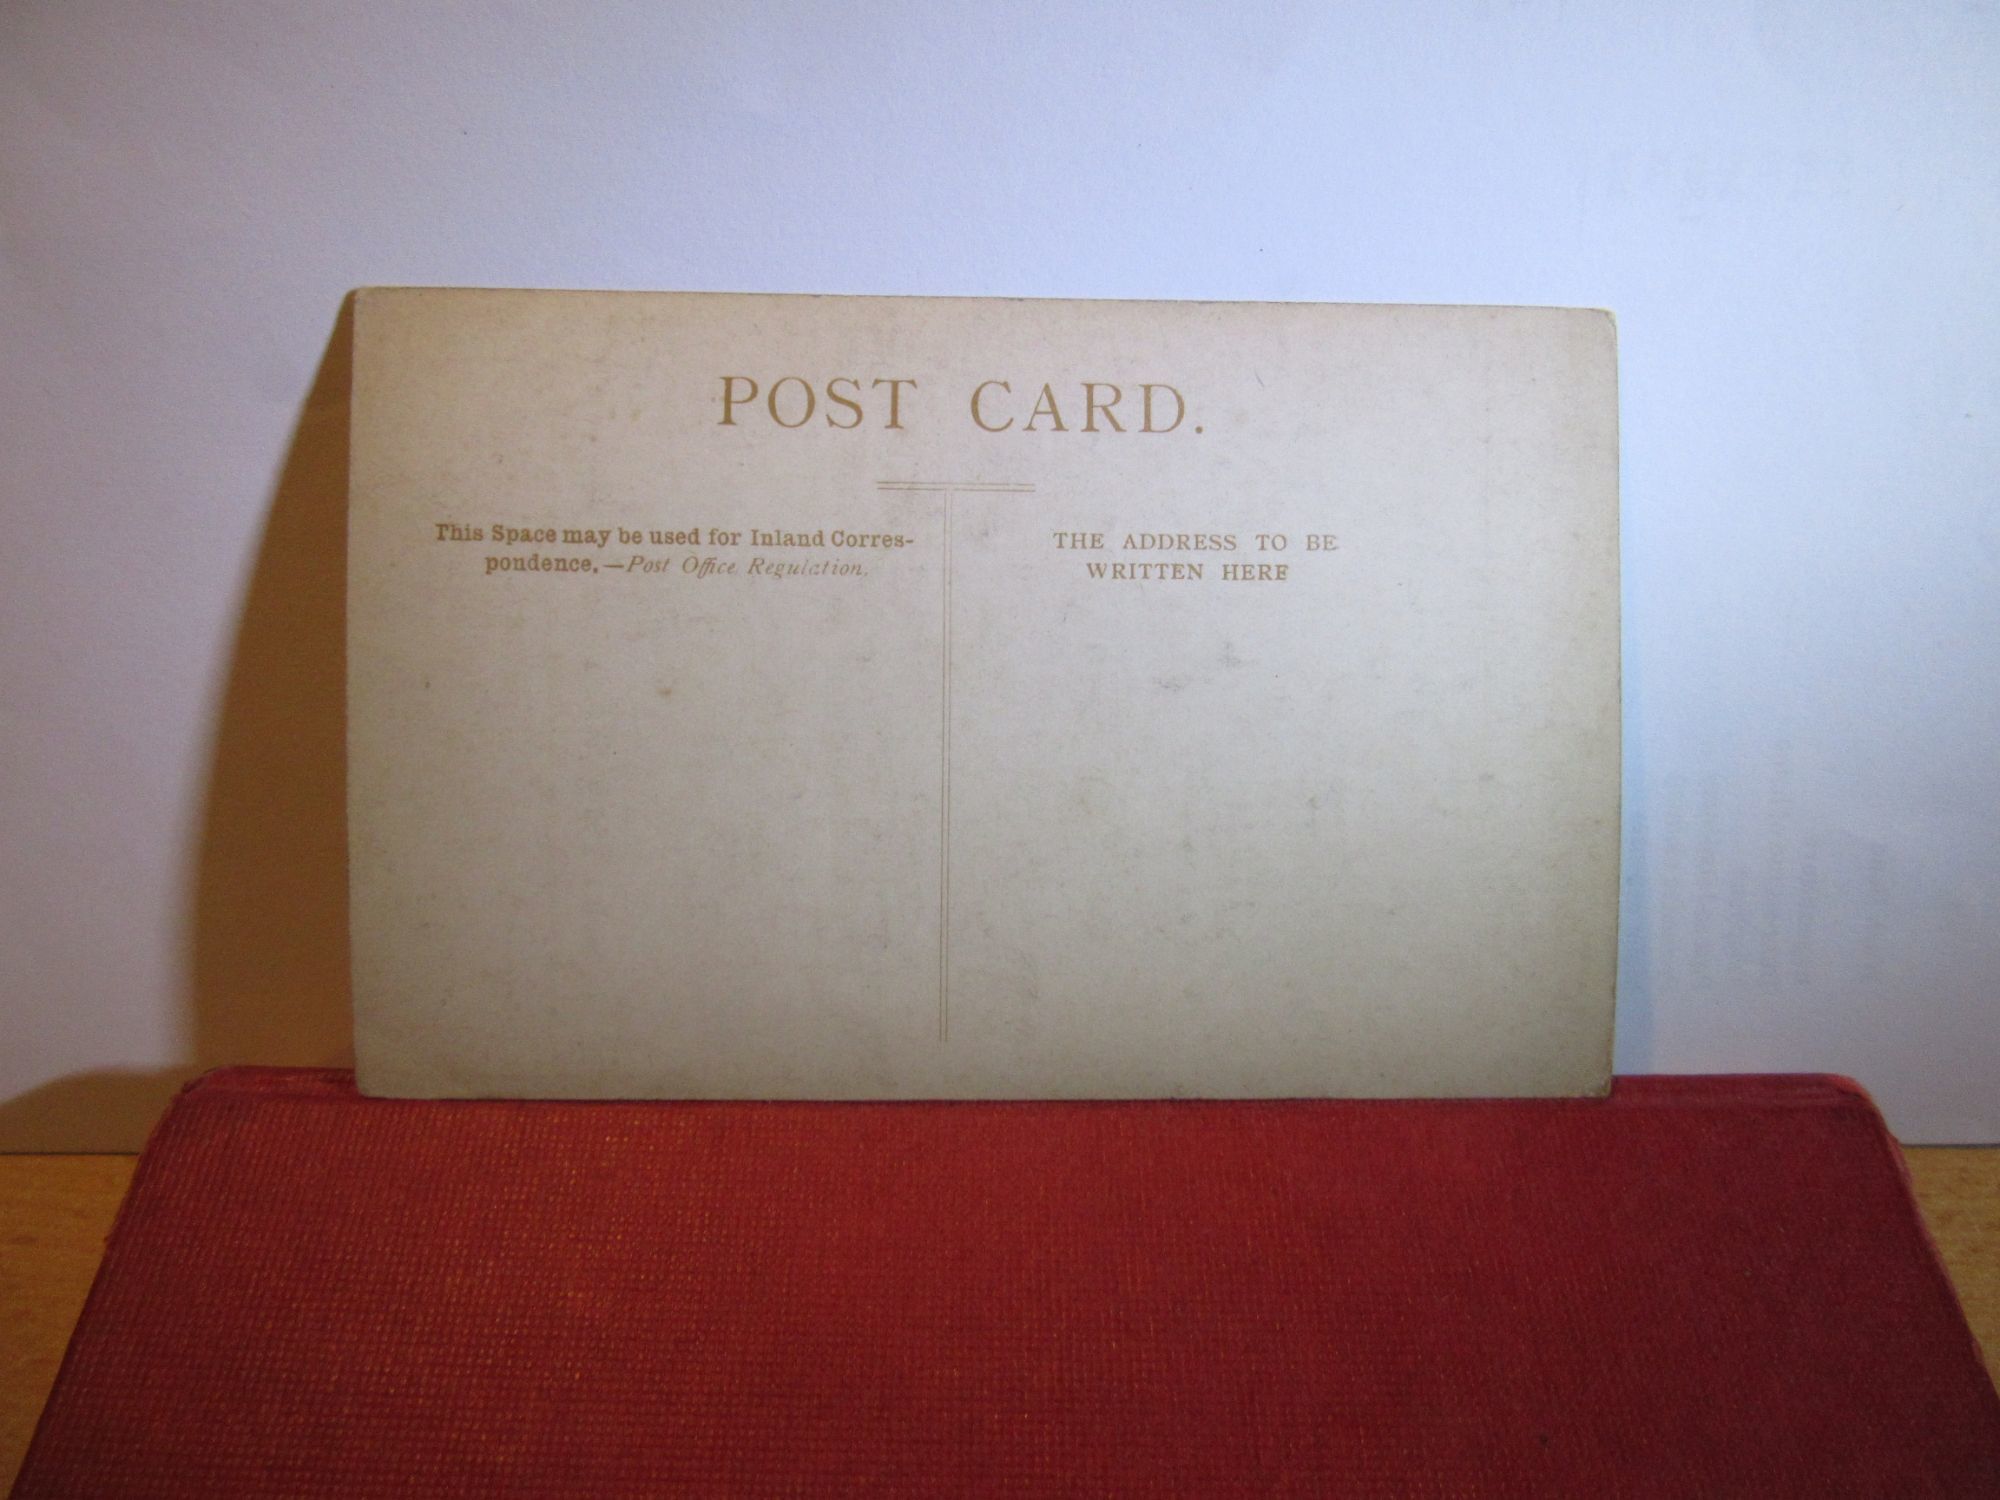 POST CARD.
This Space may be used for Inland Corres-
pondence.—Post Office Regulation.
THE ADDRESS TO BE
WRITTEN HERE